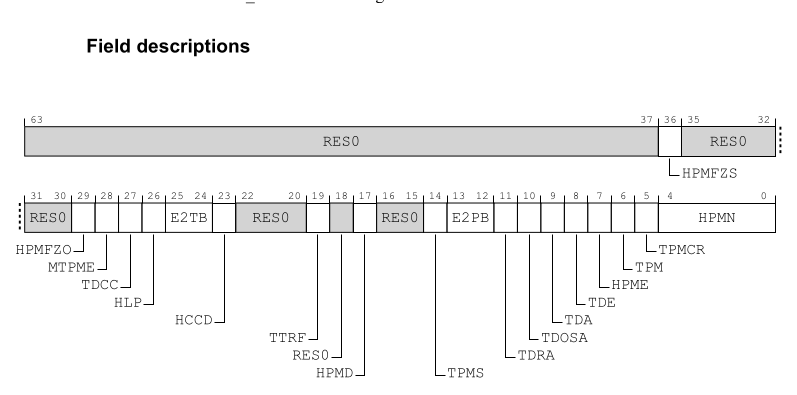 Field descriptions
63 37 36 35 32
RES0 RES0
HPMFZS
31 30 29 28 27 26 25 24 23 22 20 19 18 17 16 15 14 13 12 11 10 9 8 7 6 5 4 0
RES0 E2TB RES0 RES0 E2PB HPMN
HPMFZO TPMCR
MTPME TPM
TDCC HPME
HLP TDE
HCCD TDA
TTRF TDOSA
RES0 TDRA
HPMD TPMS